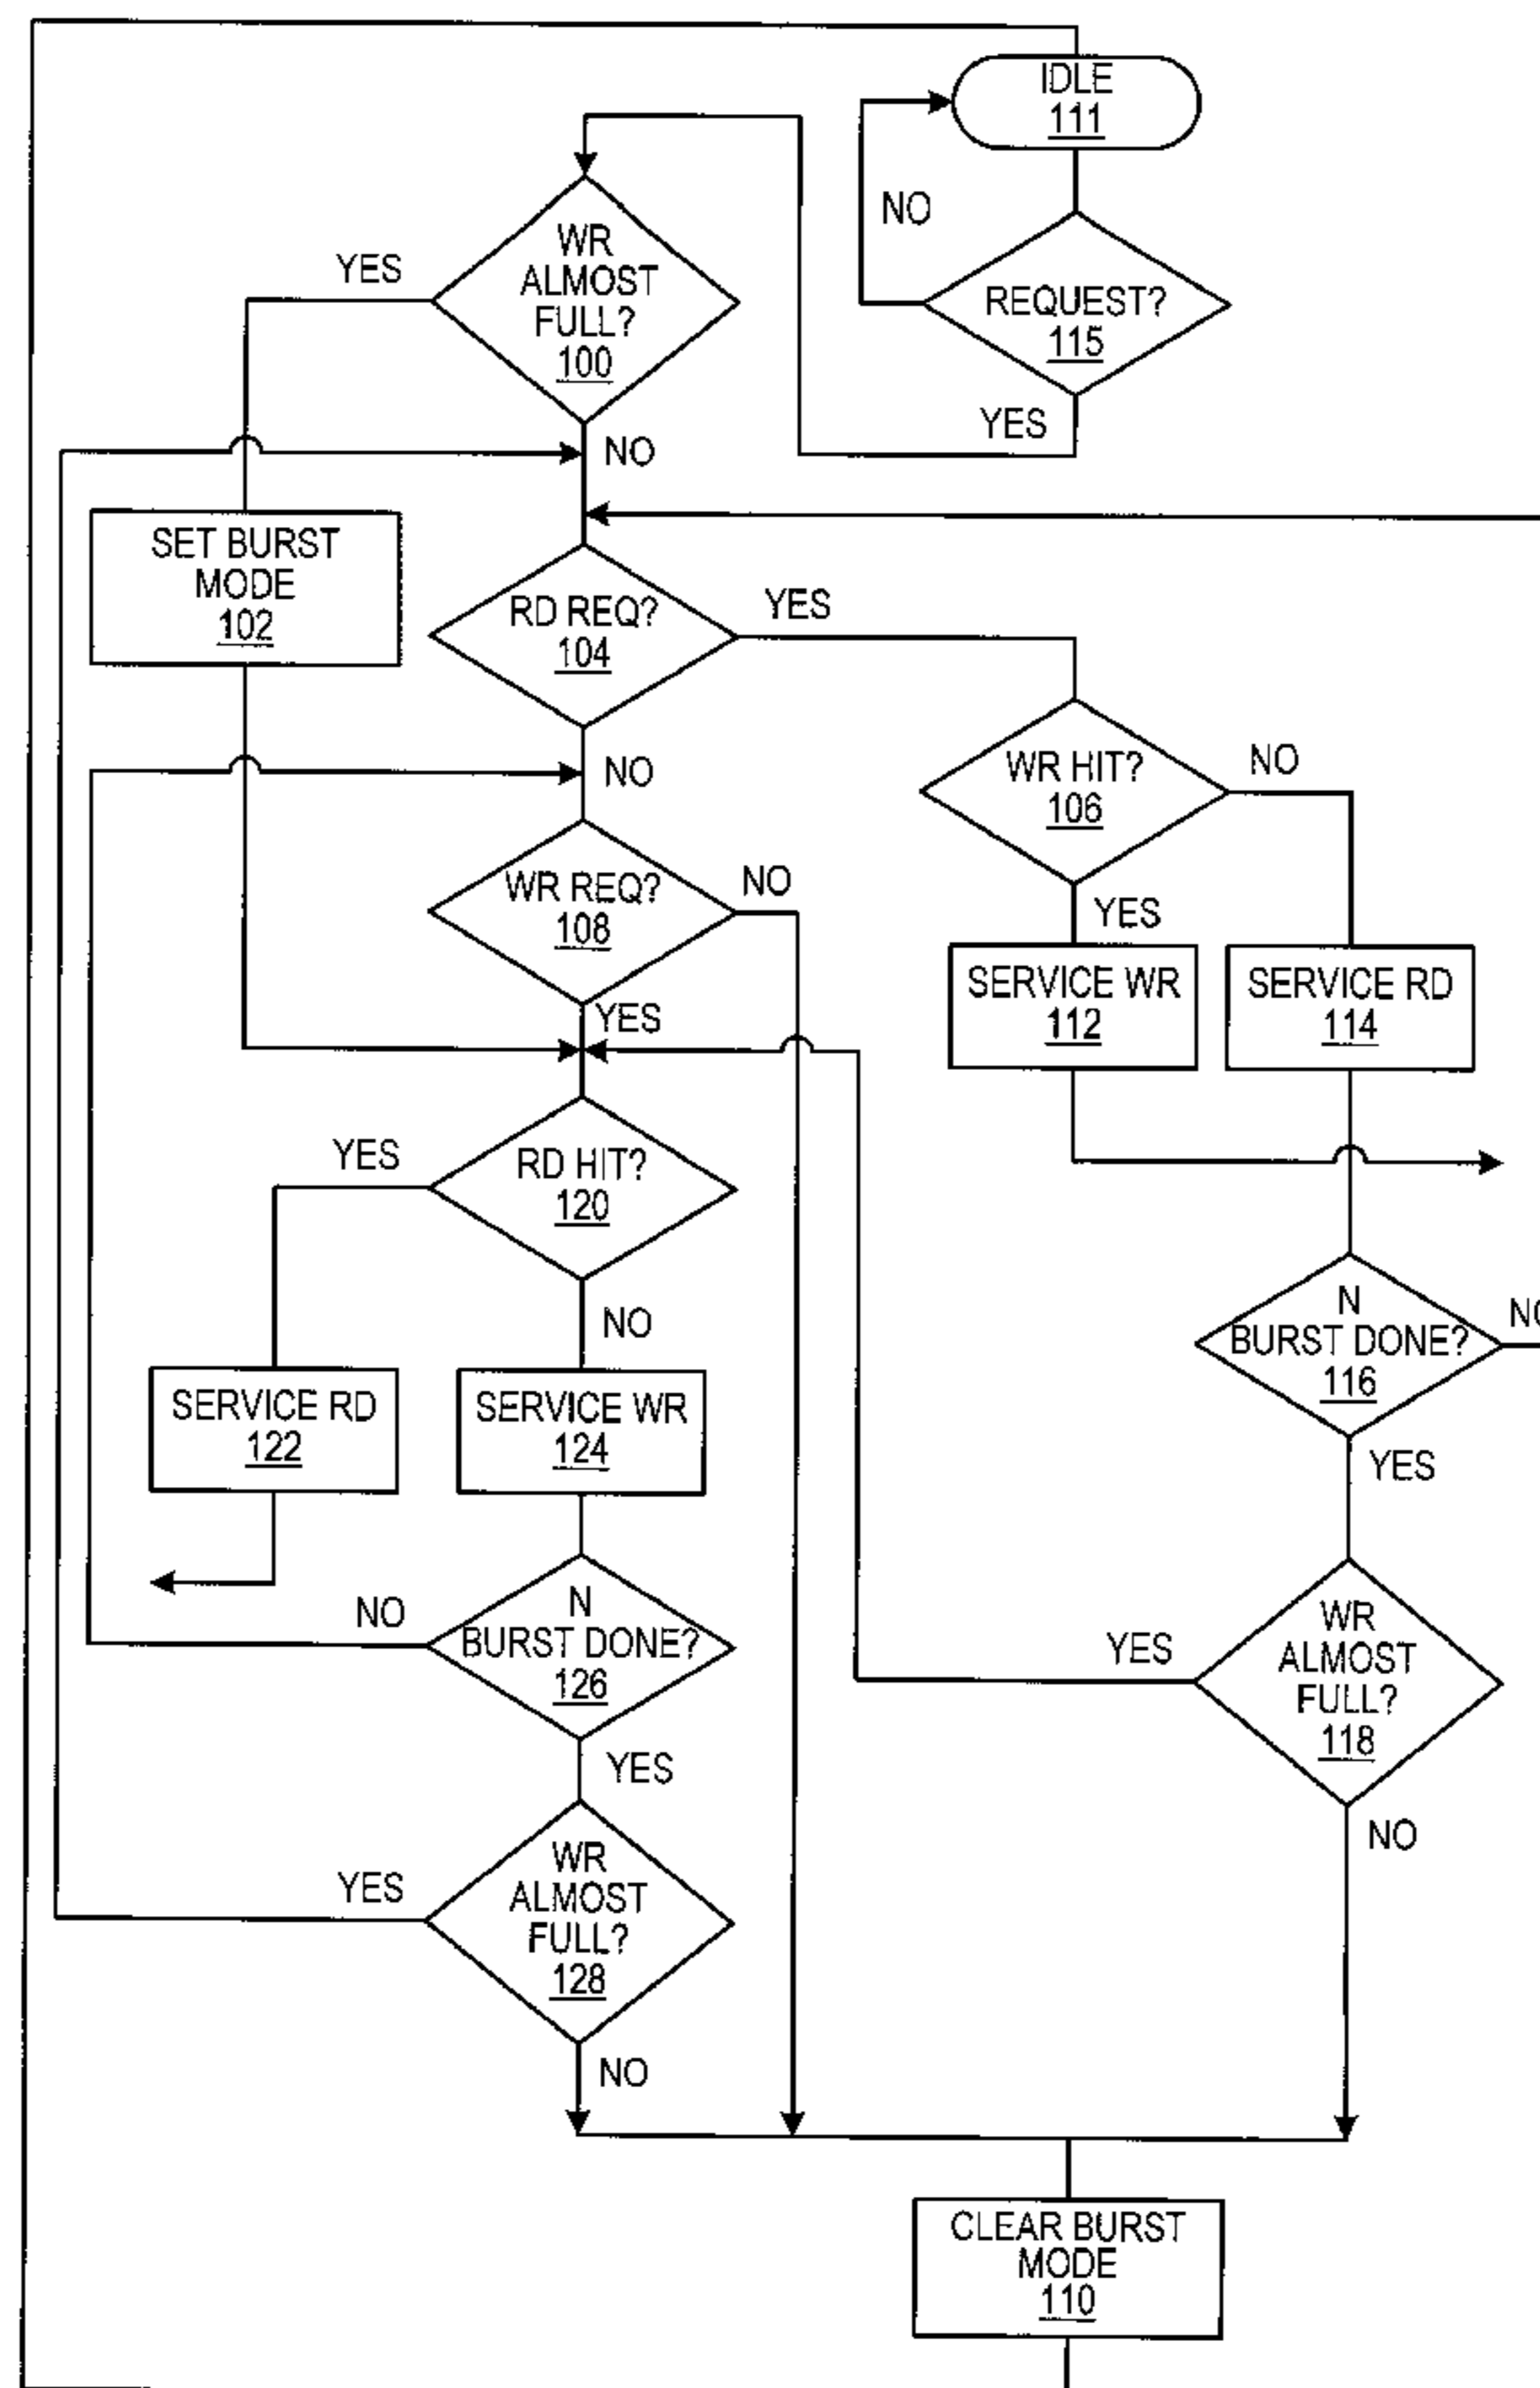 IDLE
111
NO
WR
ALMOST
FULL?
100
YES
REQUEST?
115
YES
NO
SET BURST
MODE
102
RD REQ?
104
YES
NO
WR HIT?
106
NO
WR REQ?
108
NO
YES
YES
SERVICE WR
112
SERVICE RD
114
RD HIT?
120
YES
NO
N
BURST DONE?
116
NO
YES
SERVICE RD
122
SERVICE WR
124
N
BURST DONE?
126
NO
YES
WR
ALMOST
FULL?
118
YES
NO
WR
ALMOST
FULL?
128
YES
NO
CLEAR BURST
MODE
110